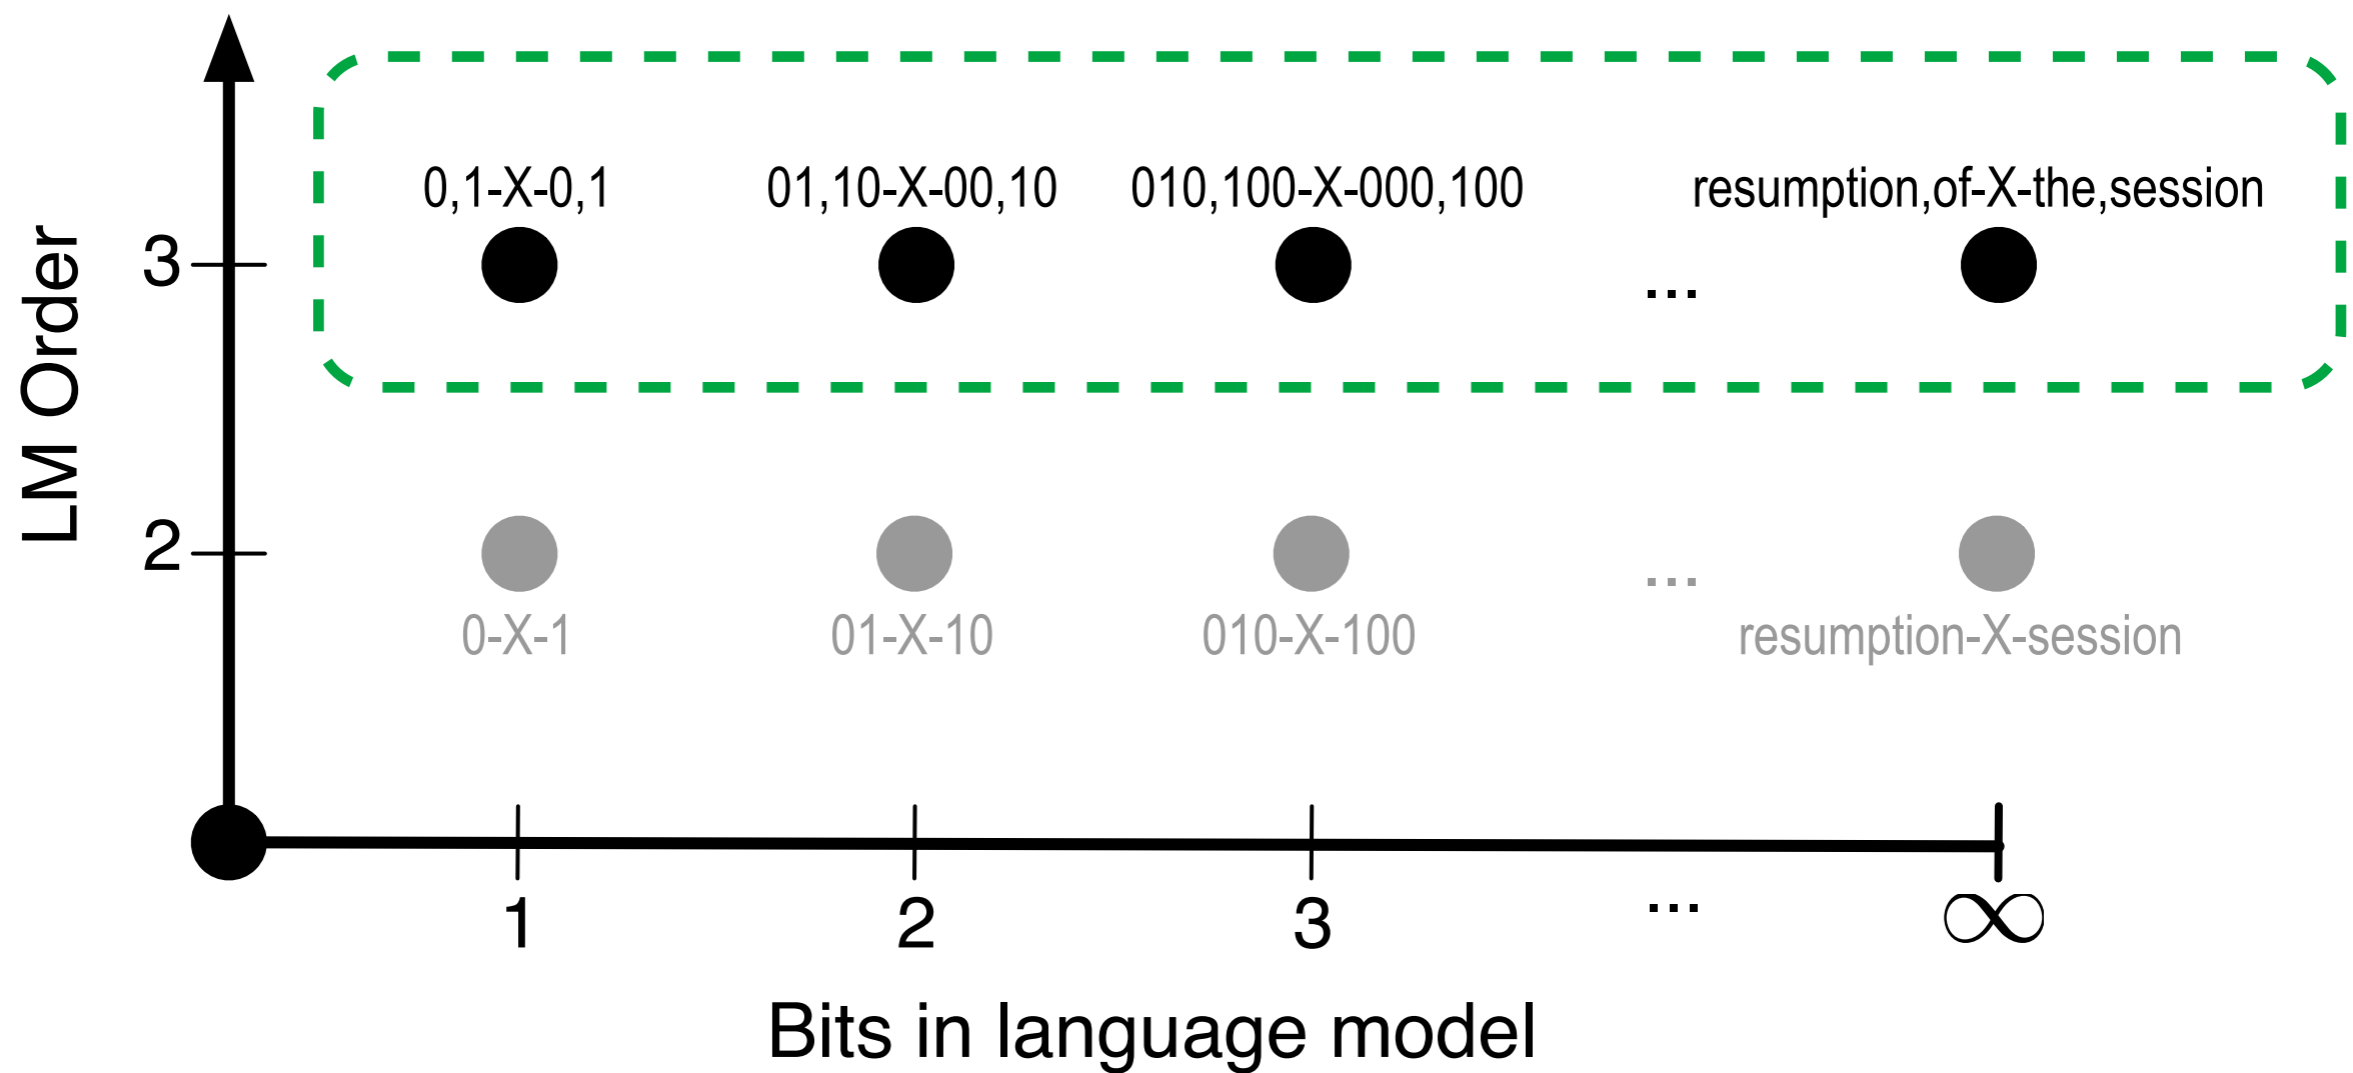 0,1-X-0,1 01,10-X-00,10 010,100-X-000,100 resumption,of-X-the,session
3 ...
LM Order
2 ...
0-X-1 01-X-10 010-X-100 resumption-X-session
1 2 3 ... ∞
Bits in language model